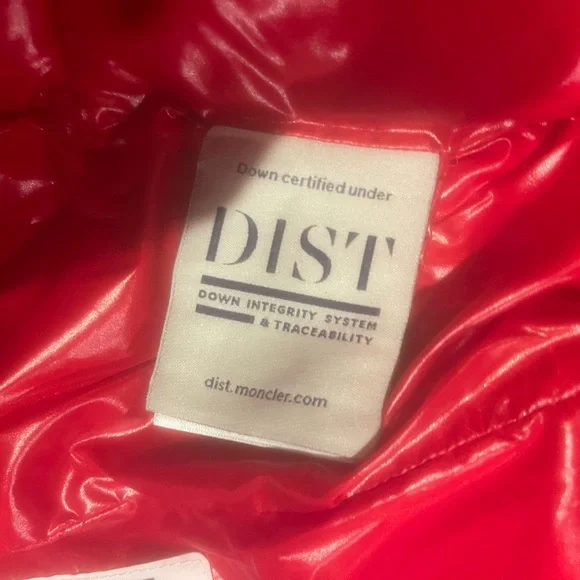 Down certified under
DIST
DOWN INTEGRITY SYSTEM
& TRACEABILITY
dist.moncler.com